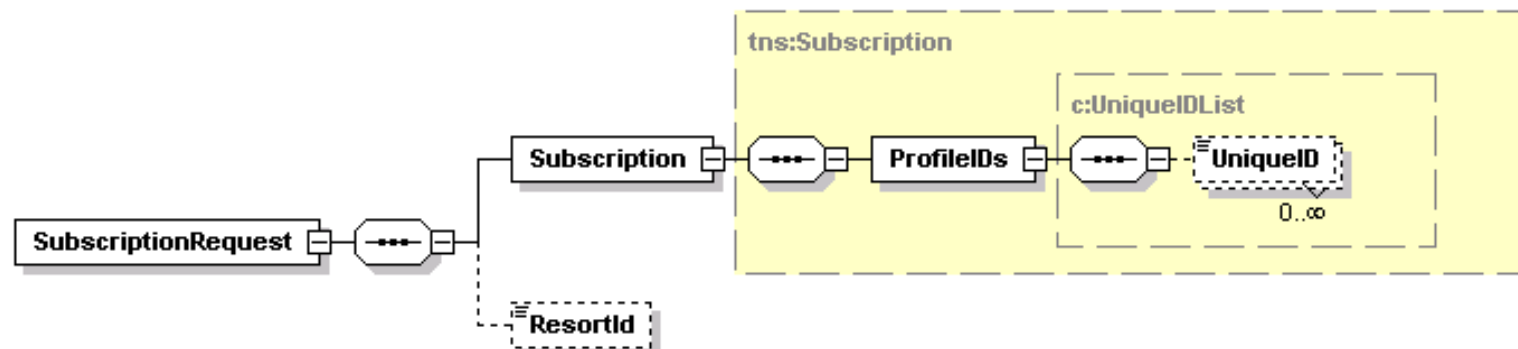 tns:Subscription
c:UniqueIDList
Subscription
ProfileIDs
UniqueID
0..∞
SubscriptionRequest
ResortId